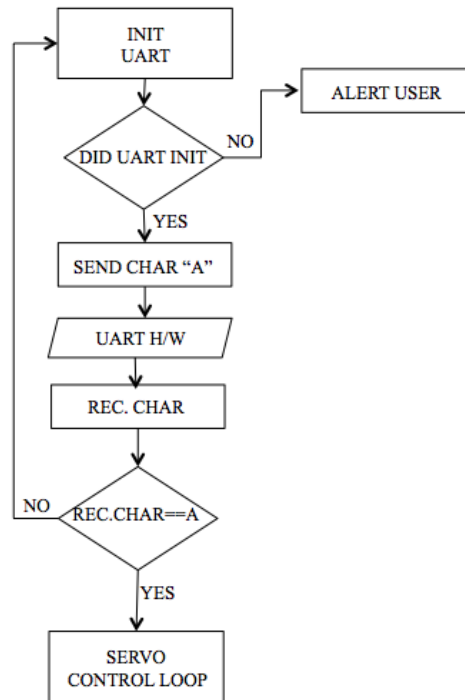 INIT
UART
ALERT USER
DID UART INIT
NO
YES
SEND CHAR “A”
UART H/W
REC. CHAR
NO
REC.CHAR==A
YES
SERVO
CONTROL LOOP